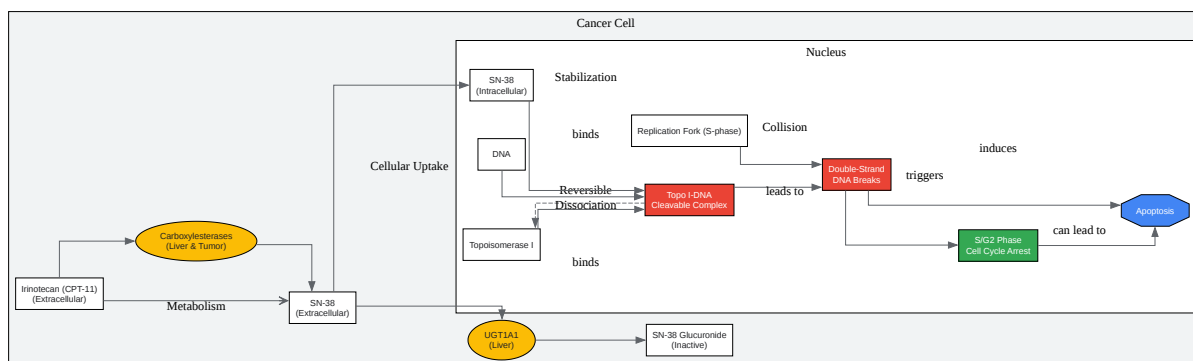 Cancer Cell
Nucleus
SN-38
(Intracellular)
Stabilization
binds
Replication Fork (S-phase)
Collision
DNA
Cellular Uptake
induces
Double-Strand
DNA Breaks
triggers
Reversible
Dissociation
Topo I-DNA
Cleavable Complex
leads to
Apoptosis
Carboxylesterases
(Liver & Tumor)
Topoisomerase I
binds
S/G2 Phase
Cell Cycle Arrest
can lead to
Irinotecan (CPT-11)
(Extracellular)
Metabolism
SN-38
(Extracellular)
UGT1A1
(Liver)
SN-38 Glucuronide
(Inactive)